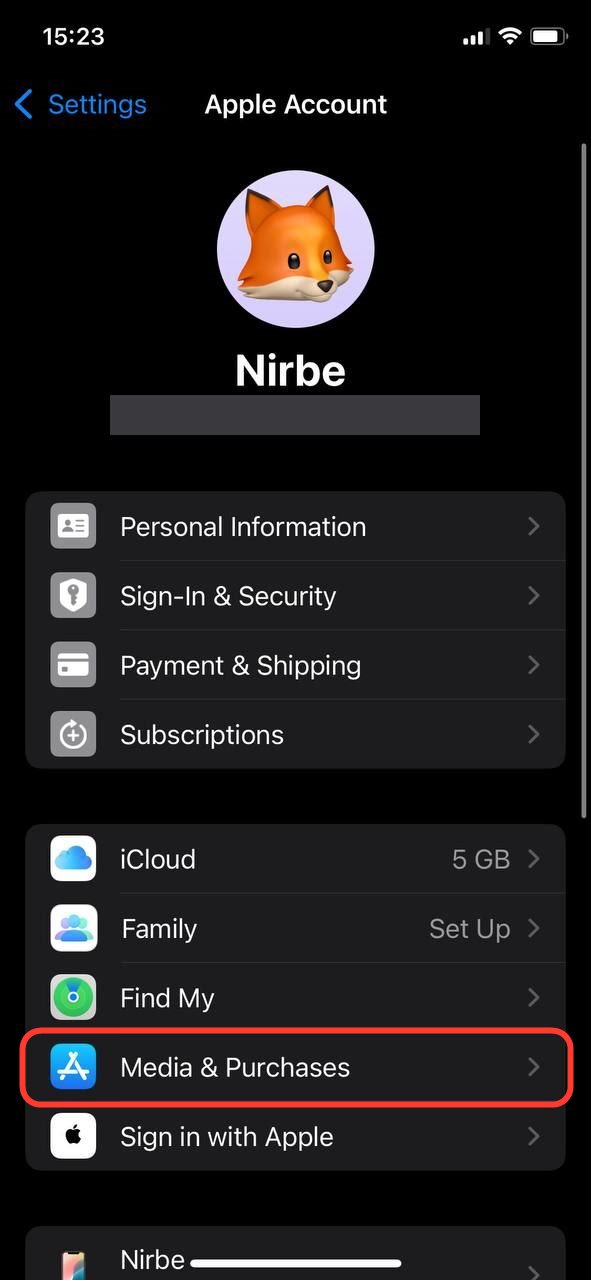 15:23
Settings
Apple Account
Nirbe
Personal Information
Sign-In & Security
Payment & Shipping
Subscriptions
iCloud 5 GB
Family Set Up
Find My
Media & Purchases
Sign in with Apple
Nirbe